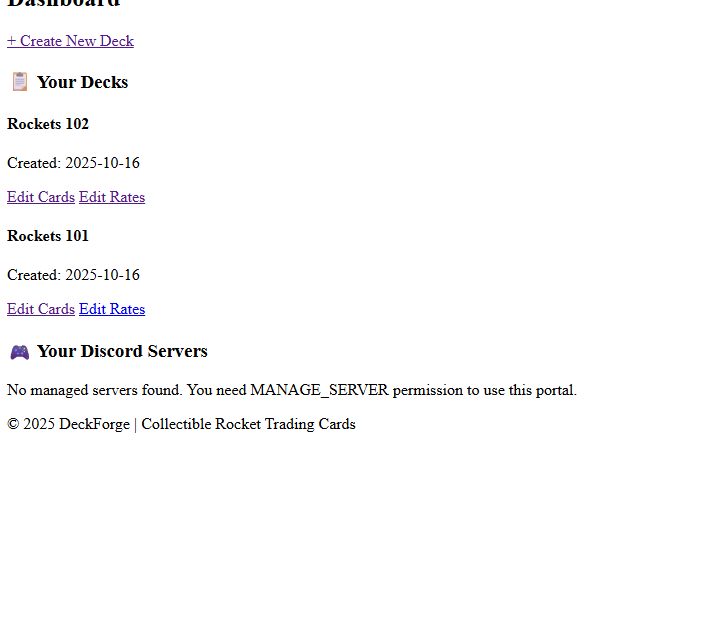 Dashboard
+ Create New Deck
📋 Your Decks
Rockets 102
Created: 2025-10-16
Edit Cards Edit Rates
Rockets 101
Created: 2025-10-16
Edit Cards Edit Rates
🎮 Your Discord Servers
No managed servers found. You need MANAGE_SERVER permission to use this portal.
© 2025 DeckForge | Collectible Rocket Trading Cards